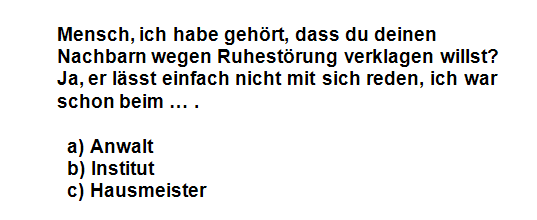 Mensch, ich habe gehört, dass du deinen
Nachbarn wegen Ruhestörung verklagen willst?
Ja, er lässt einfach nicht mit sich reden, ich war
schon beim ... .
a) Anwalt
b) Institut
c) Hausmeister